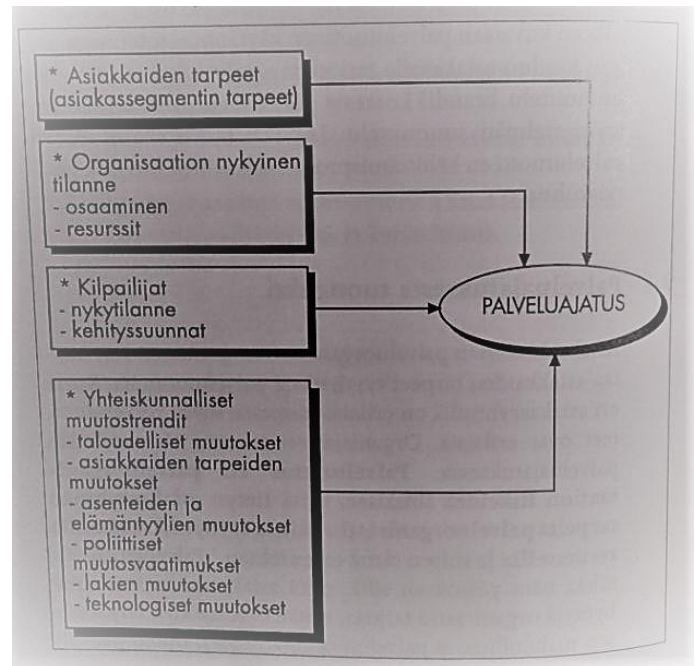 * Asiakkaiden tarpeet
(asiakassegmentin tarpeet)
* Organisaation nykyinen
tilanne
- osaaminen
- resurssit
* Kilpailijat
- nykytilanne
- kehityssuunnat
PALVELUAJATUS
* Yhteiskunnalliset
muutostrendit
- taloudelliset muutokset
- asiakkaiden tarpeiden
muutokset
- asenteiden ja
elämäntyylien muutokset
- poliittiset
muutosvaatimukset
- lakien muutokset
- teknologiset muutokset